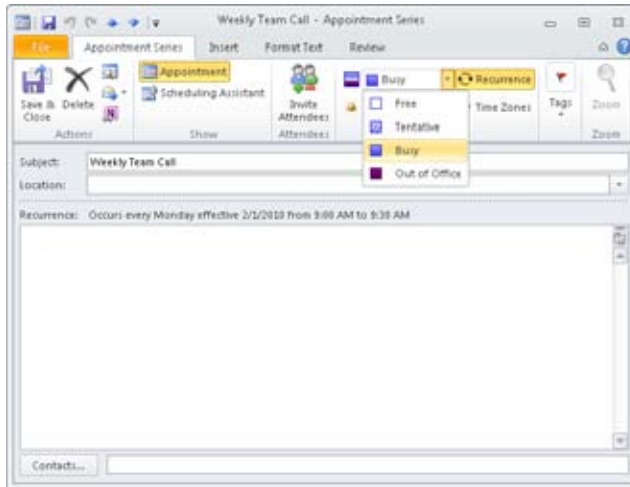 Weekly Team Call - Appointment Series
File Appointment Series Insert Format Text Review
Save & Close
Delete
Actions
Appointment
Scheduling Assistant
Show
Invite Attendees
Attendees
Busy
Free
Tentative
Busy
Out of Office
Recurrence
Time Zones
Tags
Zoom
Zoom
Subject: Weekly Team Call
Location:
Recurrence: Occurs every Monday effective 2/1/2010 from 9:00 AM to 9:30 AM
Contacts...